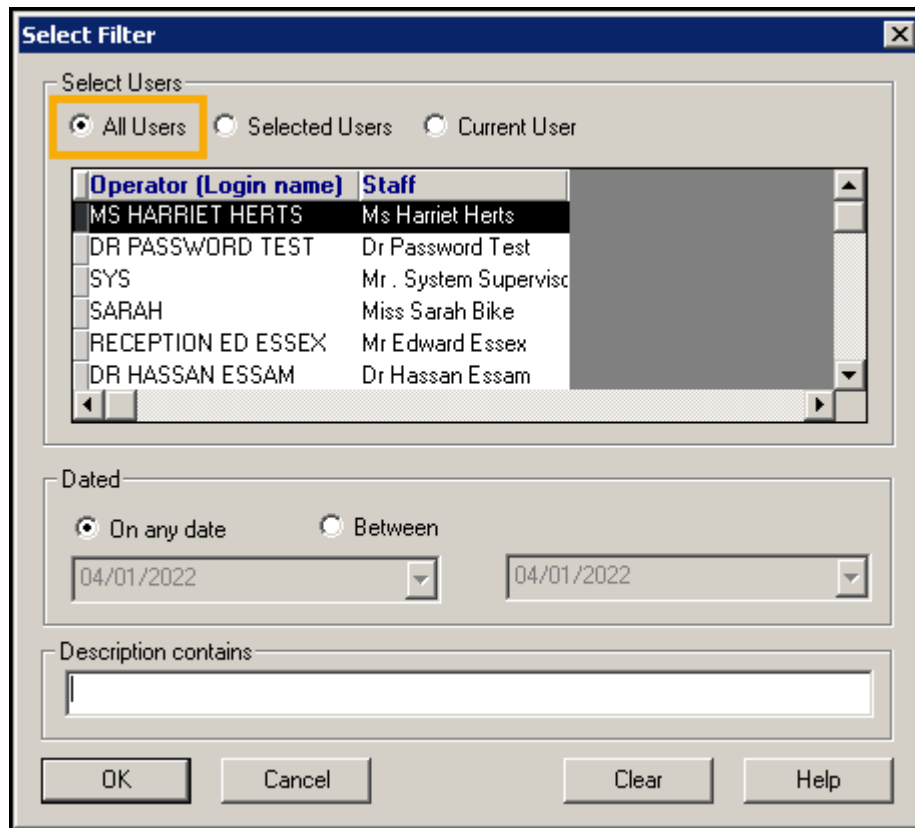 Select Filter
Select Users
All Users Selected Users Current User
Operator (Login name) Staff
MS HARRIET HERTS Ms Harriet Herts
DR PASSWORD TEST Dr Password Test
SYS Mr . System Supervisc
SARAH Miss Sarah Bike
RECEPTION ED ESSEX Mr Edward Essex
DR HASSAN ESSAM Dr Hassan Essam
Dated
On any date Between
04/01/2022 04/01/2022
Description contains
OK Cancel Clear Help